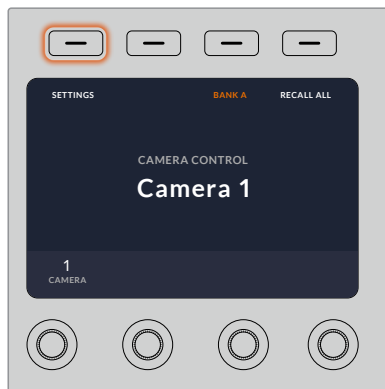 SETTINGS BANK A RECALL ALL
CAMERA CONTROL
Camera 1
1
CAMERA